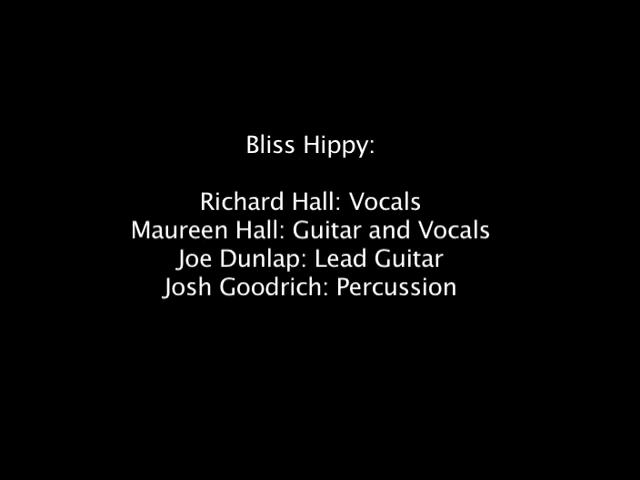 Bliss Hippy:
Richard Hall: Vocals
Maureen Hall: Guitar and Vocals
Joe Dunlap: Lead Guitar
Josh Goodrich: Percussion